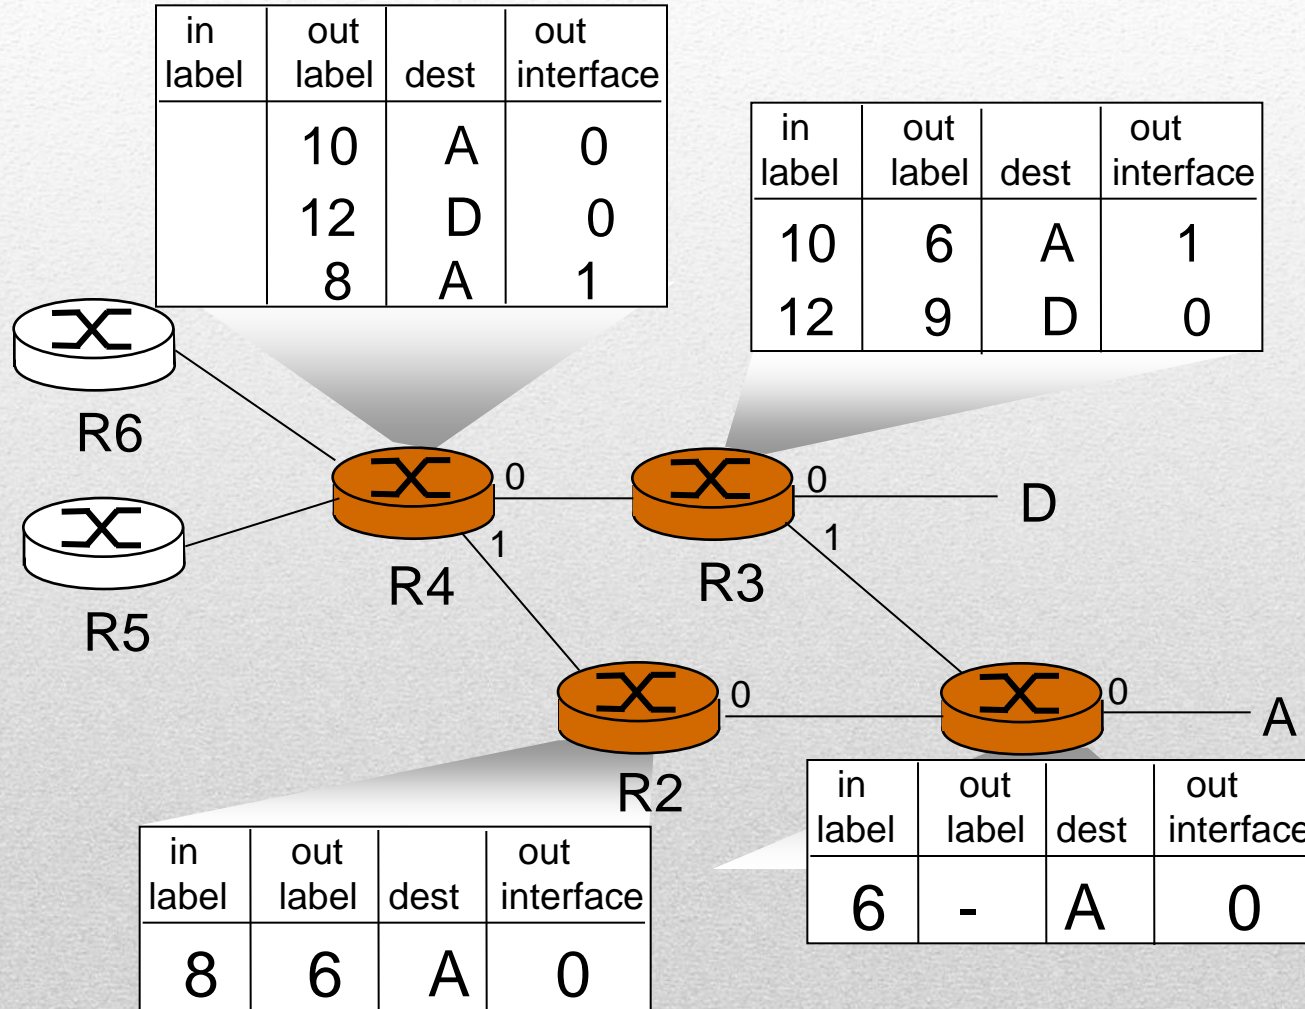 in out out
label label dest interface
10 A 0
12 D 0
8 A 1
in out out
label label dest interface
10 6 A 1
12 9 D 0
R6
0
0
D
1
1
R4
R3
R5
0
0
A
R2
in out out
label label dest interface
6 - A 0
in out out
label label dest interface
8 6 A 0